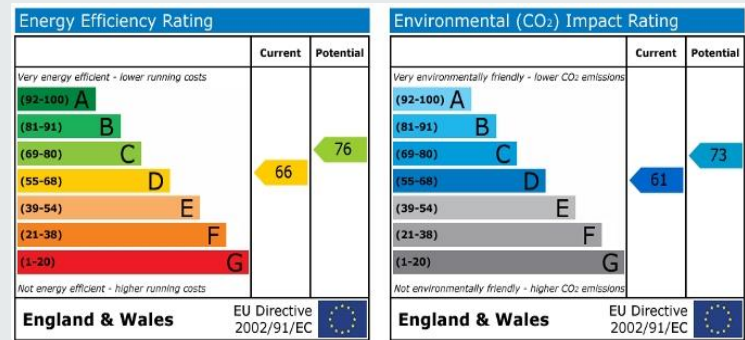 Energy Efficiency Rating
Current Potential
Very energy efficient - lower running costs
(92-100) A
(81-91) B
(69-80) C
(55-68) D
(39-54) E
(21-38) F
(1-20) G
66
76
Not energy efficient - higher running costs
England & Wales
EU Directive
2002/91/EC
Environmental (CO₂) Impact Rating
Current Potential
Very environmentally friendly - lower CO₂ emissions
(92-100) A
(81-91) B
(69-80) C
(55-68) D
(39-54) E
(21-38) F
(1-20) G
61
73
Not environmentally friendly - higher CO₂ emissions
England & Wales
EU Directive
2002/91/EC